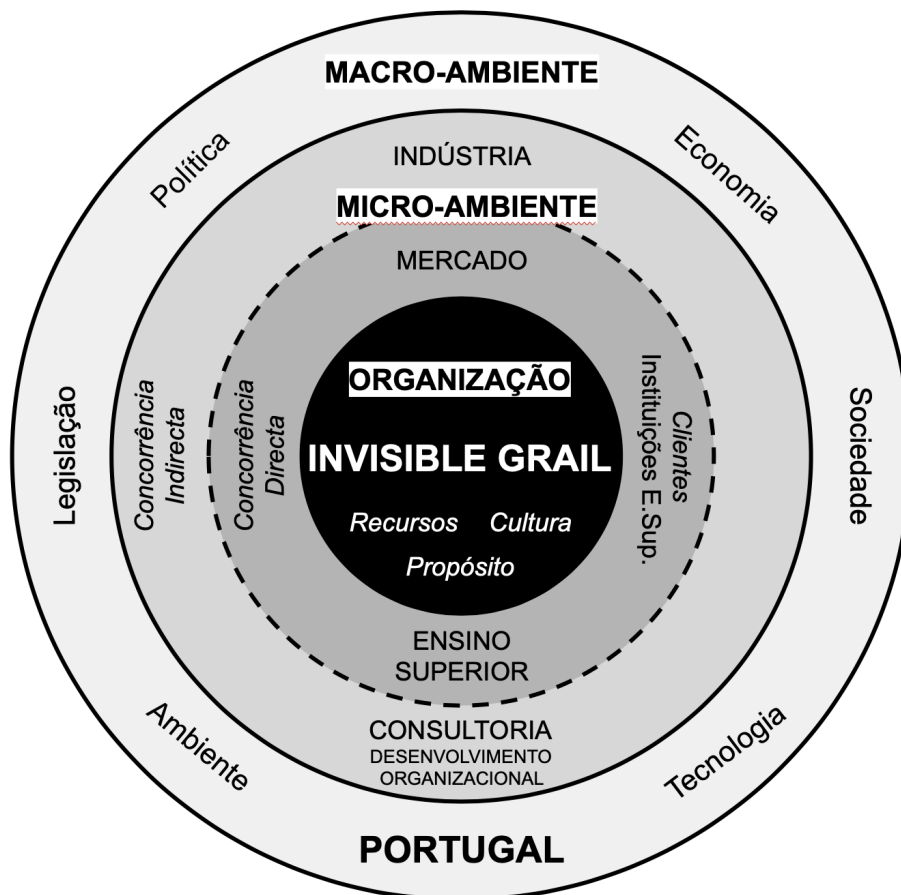 MACRO-AMBIENTE
Política
Economia
INDÚSTRIA
MICRO-AMBIENTE
MERCADO
Legislação
Concorrência
Indirecta
Concorrência
Directa
ORGANIZAÇÃO
INVISIBLE GRAIL
Recursos Cultura
Propósito
Clientes
Instituições E.Sup.
Sociedade
ENSINO
SUPERIOR
CONSULTORIA
DESENVOLVIMENTO
ORGANIZACIONAL
Ambiente
Tecnologia
PORTUGAL